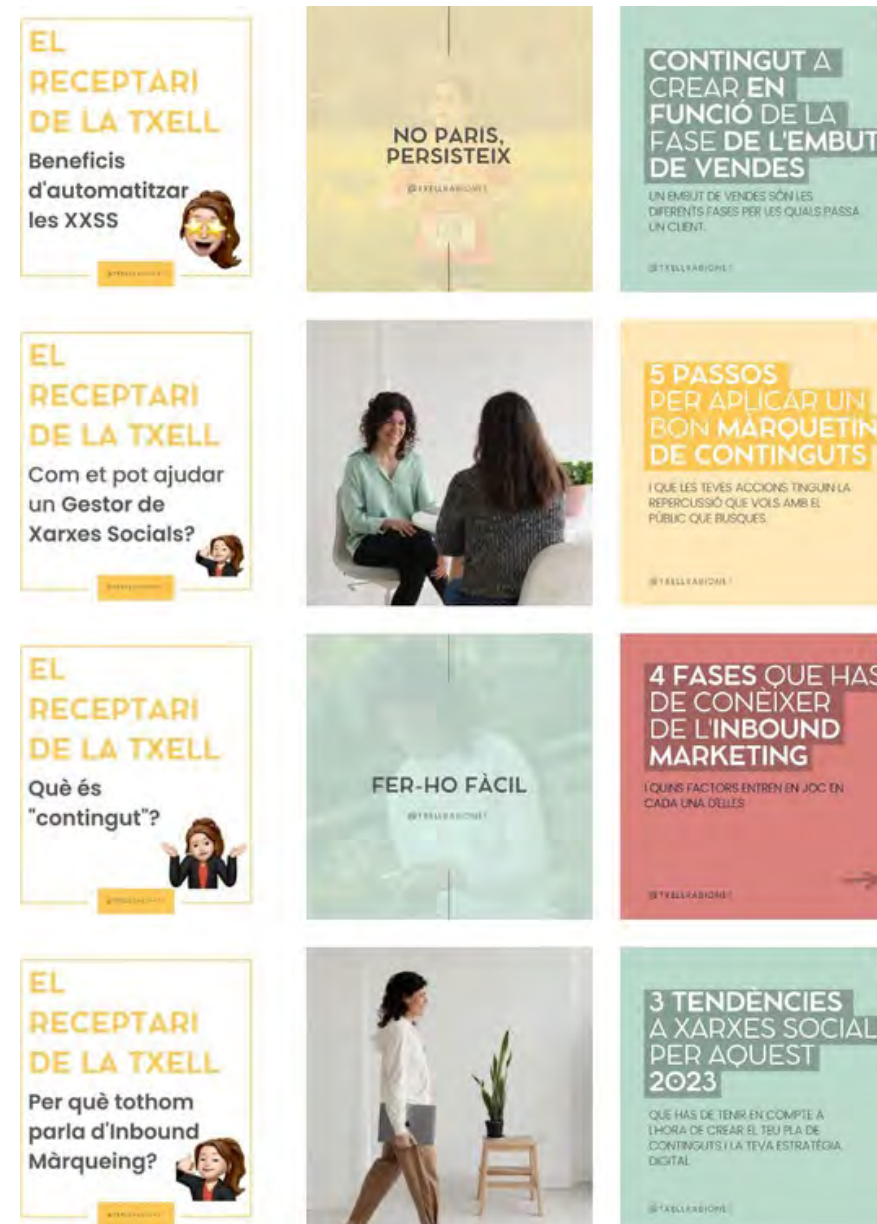 EL
RECEPTARI
DE LA TXELL
Beneficis
d'automatitzar
les XXSS
NO PARIS,
PERSISTEIX
@TXELLRABIONET
CONTINGUT A
CREAR EN
FUNCIÓ DE LA
FASE DE L'EMBUT
DE VENDES
UN EMBUT DE VENDES SÓN LES
DIFERENTS FASES PER LES QUALS PASSA
UN CLIENT.
@TXELLRABIONET
EL
RECEPTARI
DE LA TXELL
Com et pot ajudar
un Gestor de
Xarxes Socials?
5 PASSOS
PER APLICAR UN
BON MÀRQUETIN
DE CONTINGUTS
I QUE LES TEVES ACCIONS TINGUIN LA
REPERCUSSIÓ QUE VOLS AMB EL
PÚBLIC QUE BUSQUES.
@TXELLRABIONET
EL
RECEPTARI
DE LA TXELL
Què és
"contingut"?
FER-HO FÀCIL
@TXELLRABIONET
4 FASES QUE HAS
DE CONÈIXER
DE L'INBOUND
MARKETING
I QUINS FACTORS ENTREN EN JOC EN
CADA UNA D'ELLES
@TXELLRABIONET
EL
RECEPTARI
DE LA TXELL
Per què tothom
parla d'Inbound
Màrqueing?
3 TENDÈNCIES
A XARXES SOCIAL
PER AQUEST
2023
QUE HAS DE TENIR EN COMPTE A
L'HORA DE CREAR EL TEU PLA DE
CONTINGUTS I LA TEVA ESTRATÈGIA
DIGITAL
@TXELLRABIONET